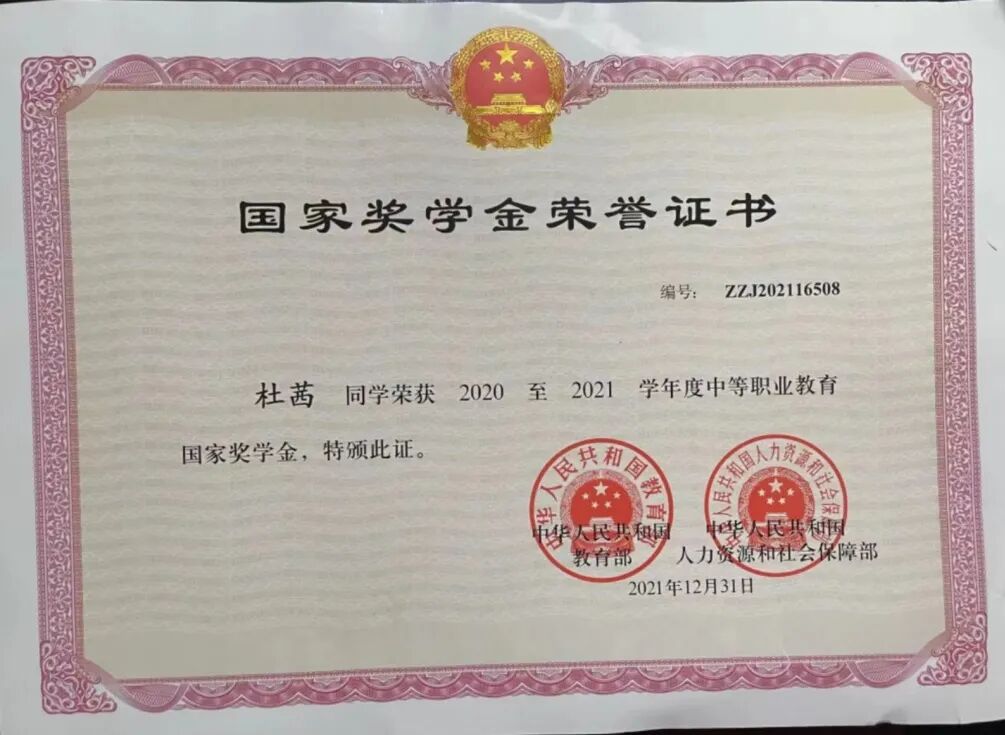 国家奖学金荣誉证书
编号： ZZJ202116508
杜茜 同学荣获 2020 至 2021 学年度中等职业教育
国家奖学金，特颁此证。
中华人民共和国教育部
中华人民共和国人力资源和社会保障部
中华人民共和国
教育部
中华人民共和国
人力资源和社会保障部
2021年12月31日